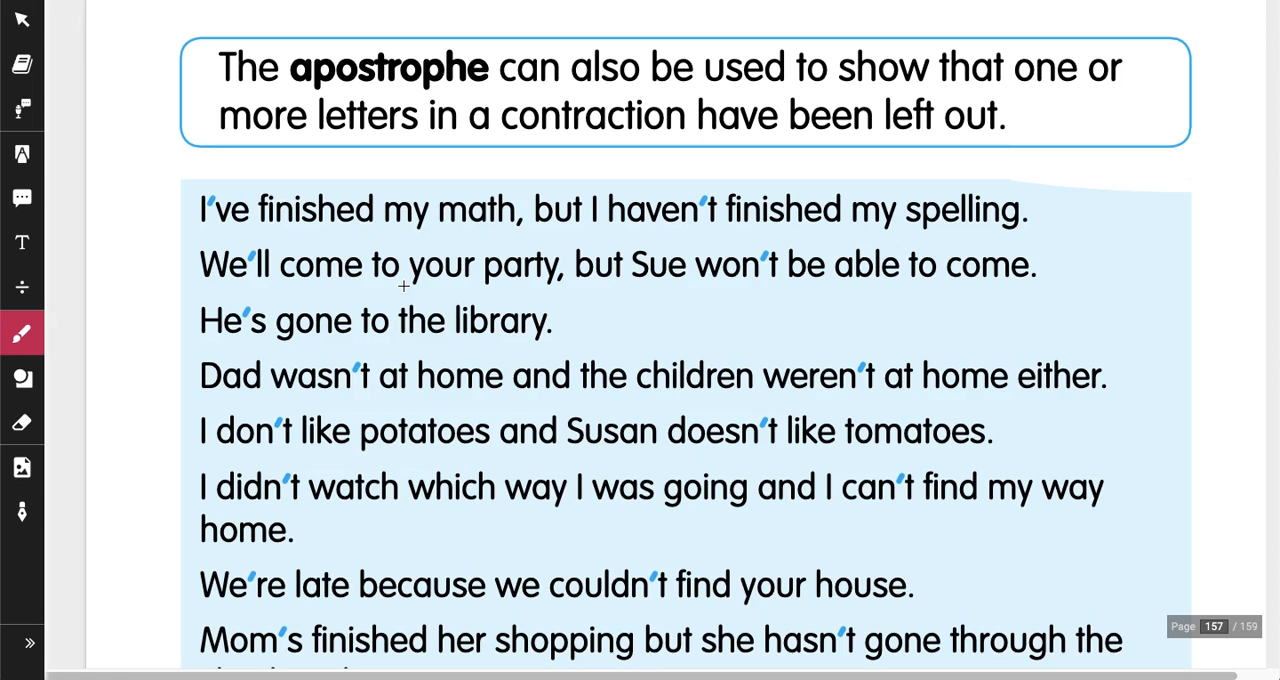 The apostrophe can also be used to show that one or
more letters in a contraction have been left out.
I've finished my math, but I haven't finished my spelling.
We'll come to your party, but Sue won't be able to come.
He's gone to the library.
Dad wasn't at home and the children weren't at home either.
I don't like potatoes and Susan doesn't like tomatoes.
I didn't watch which way I was going and I can't find my way
home.
We're late because we couldn't find your house.
Mom's finished her shopping but she hasn't gone through the
Page 157 / 159